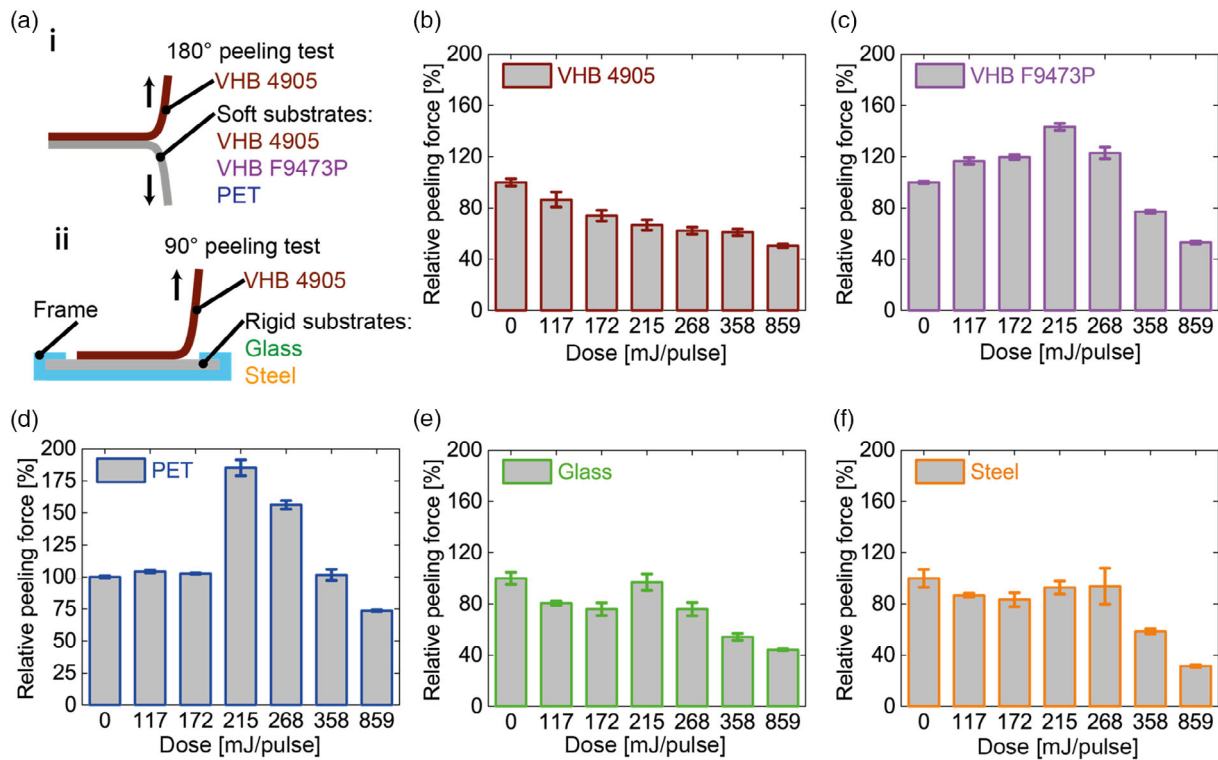 (a)
i
180° peeling test
VHB 4905
Soft substrates:
VHB 4905
VHB F9473P
PET
ii
90° peeling test
VHB 4905
Frame
Rigid substrates:
Glass
Steel
(b)
Relative peeling force [%]
200
160
120
80
40
0
VHB 4905
0 117 172 215 268 358 859
Dose [mJ/pulse]
(c)
Relative peeling force [%]
200
160
120
80
40
0
VHB F9473P
0 117 172 215 268 358 859
Dose [mJ/pulse]
(d)
Relative peeling force [%]
200
175
150
125
100
75
50
25
0
PET
0 117 172 215 268 358 859
Dose [mJ/pulse]
(e)
Relative peeling force [%]
200
160
120
80
40
0
Glass
0 117 172 215 268 358 859
Dose [mJ/pulse]
(f)
Relative peeling force [%]
200
160
120
80
40
0
Steel
0 117 172 215 268 358 859
Dose [mJ/pulse]